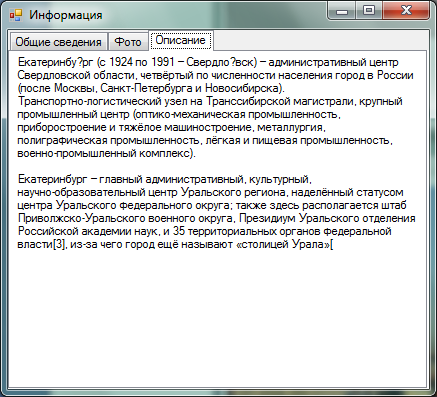 Информация
Общие сведения Фото Описание
Екатеринбу?рг (с 1924 по 1991 – Свердло?вск) – административный центр
Свердловской области, четвёртый по численности населения город в России
(после Москвы, Санкт-Петербурга и Новосибирска).
Транспортно-логистический узел на Транссибирской магистрали, крупный
промышленный центр (оптико-механическая промышленность,
приборостроение и тяжёлое машиностроение, металлургия,
полиграфическая промышленность, лёгкая и пищевая промышленность,
военно-промышленный комплекс).
Екатеринбург – главный административный, культурный,
научно-образовательный центр Уральского региона, наделённый статусом
центра Уральского федерального округа; также здесь располагается штаб
Приволжско-Уральского военного округа, Президиум Уральского отделения
Российской академии наук, и 35 территориальных органов федеральной
власти[3], из-за чего город ещё называют «столицей Урала»[